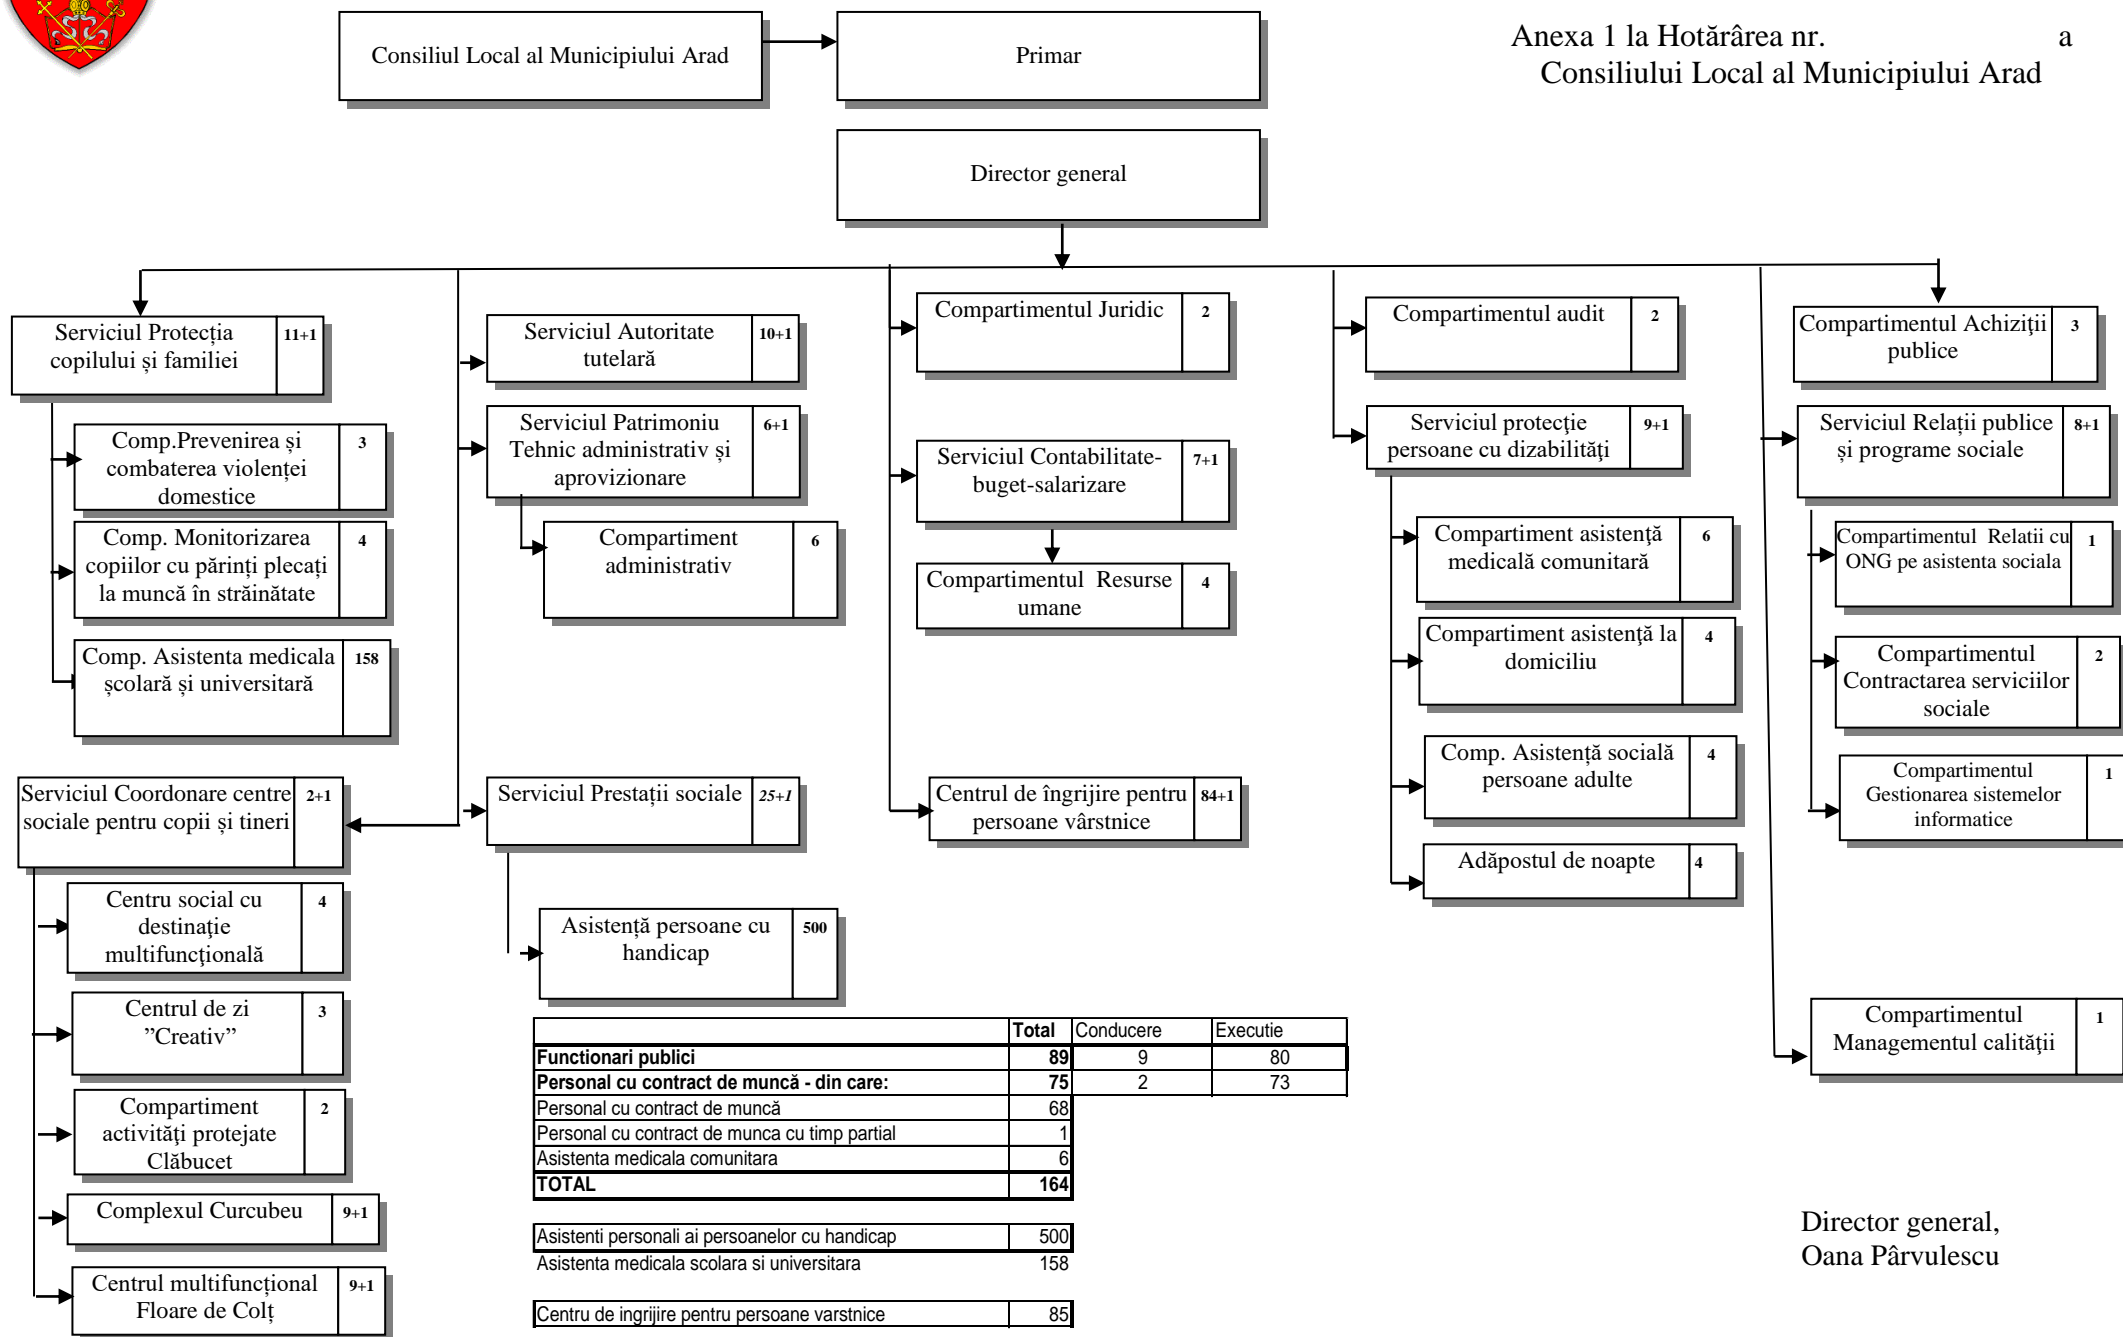 Consiliul Local al Municipiului Arad
Primar
Anexa 1 la Hotărârea nr. a
Consiliului Local al Municipiului Arad
Director general
Serviciul Protecția
copilului și familiei
11+1
Comp.Prevenirea și
combaterea violenței
domestice
3
Comp. Monitorizarea
copiilor cu părinți plecați
la muncă în străinătate
4
Comp. Asistenta medicala
școlară și universitară
158
Serviciul Coordonare centre
sociale pentru copii și tineri
2+1
Centru social cu
destinaţie
multifuncţională
4
Centrul de zi
”Creativ”
3
Compartiment
activităţi protejate
Clăbucet
2
Complexul Curcubeu
9+1
Centrul multifuncțional
Floare de Colț
9+1
Serviciul Autoritate
tutelară
10+1
Serviciul Patrimoniu
Tehnic administrativ și
aprovizionare
6+1
Compartiment
administrativ
6
Serviciul Prestații sociale
25+1
Asistență persoane cu
handicap
500
Compartimentul Juridic
2
Serviciul Contabilitate-
buget-salarizare
7+1
Compartimentul Resurse
umane
4
Centrul de îngrijire pentru
persoane vârstnice
84+1
Compartimentul audit
2
Serviciul protecţie
persoane cu dizabilităţi
9+1
Compartiment asistenţă
medicală comunitară
6
Compartiment asistenţă la
domiciliu
4
Comp. Asistență socială
persoane adulte
4
Adăpostul de noapte
4
Compartimentul Achiziţii
publice
3
Serviciul Relații publice
și programe sociale
8+1
Compartimentul Relatii cu
ONG pe asistenta sociala
1
Compartimentul
Contractarea serviciilor
sociale
2
Compartimentul
Gestionarea sistemelor
informatice
1
Compartimentul
Managementul calităţii
1
Total Conducere Executie
Functionari publici 89 9 80
Personal cu contract de muncă - din care: 75 2 73
Personal cu contract de muncă 68
Personal cu contract de munca cu timp partial 1
Asistenta medicala comunitara 6
TOTAL 164
Asistenti personali ai persoanelor cu handicap 500
Asistenta medicala scolara si universitara 158
Centru de ingrijire pentru persoane varstnice 85
Director general,
Oana Pârvulescu